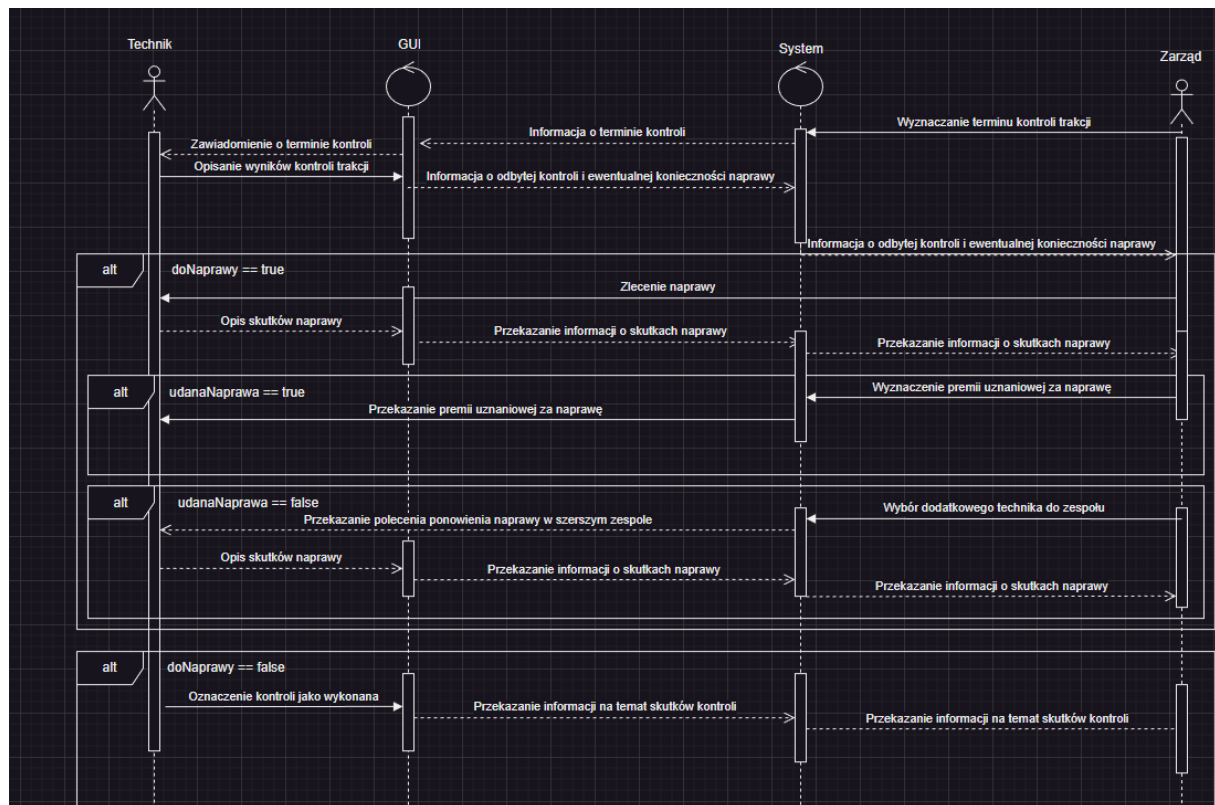 Technik
GUI
System
Zarząd
Wyznaczanie terminu kontroli trakcji
Informacja o terminie kontroli
Zawiadomienie o terminie kontroli
Opisanie wyników kontroli trakcji
Informacja o odbytej kontroli i ewentualnej konieczności naprawy
Informacja o odbytej kontroli i ewentualnej konieczności naprawy
alt
doNaprawy == true
Zlecenie naprawy
Opis skutków naprawy
Przekazanie informacji o skutkach naprawy
Przekazanie informacji o skutkach naprawy
alt
udanaNaprawa == true
Wyznaczenie premii uznaniowej za naprawę
Przekazanie premii uznaniowej za naprawę
alt
udanaNaprawa == false
Wybór dodatkowego technika do zespołu
Przekazanie polecenia ponowienia naprawy w szerszym zespole
Opis skutków naprawy
Przekazanie informacji o skutkach naprawy
Przekazanie informacji o skutkach naprawy
alt
doNaprawy == false
Oznaczenie kontroli jako wykonana
Przekazanie informacji na temat skutków kontroli
Przekazanie informacji na temat skutków kontroli